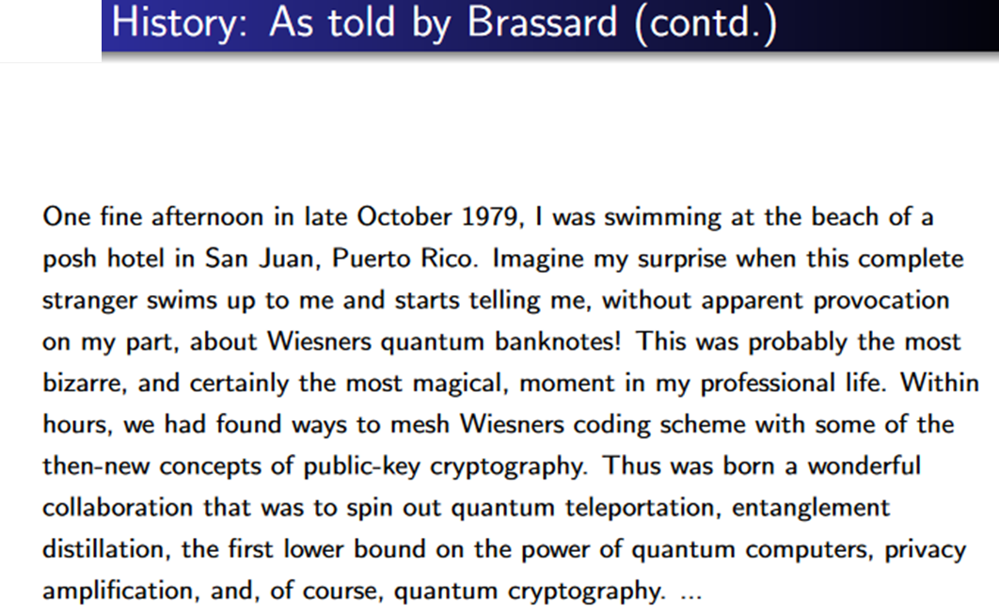 History: As told by Brassard (contd.)
One fine afternoon in late October 1979, I was swimming at the beach of a
posh hotel in San Juan, Puerto Rico. Imagine my surprise when this complete
stranger swims up to me and starts telling me, without apparent provocation
on my part, about Wiesners quantum banknotes! This was probably the most
bizarre, and certainly the most magical, moment in my professional life. Within
hours, we had found ways to mesh Wiesners coding scheme with some of the
then-new concepts of public-key cryptography. Thus was born a wonderful
collaboration that was to spin out quantum teleportation, entanglement
distillation, the first lower bound on the power of quantum computers, privacy
amplification, and, of course, quantum cryptography. ...